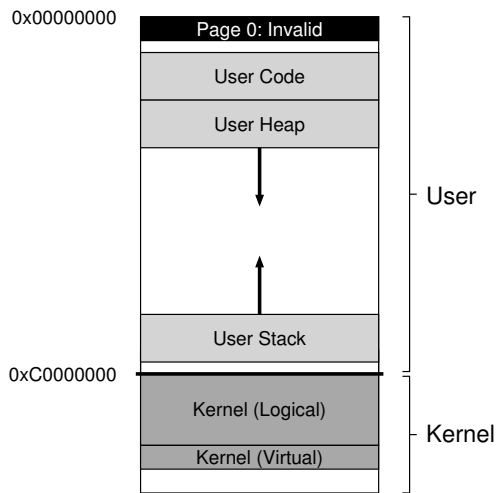 0x00000000
Page 0: Invalid
User Code
User Heap
User
User Stack
0xC0000000
Kernel (Logical)
Kernel
Kernel (Virtual)